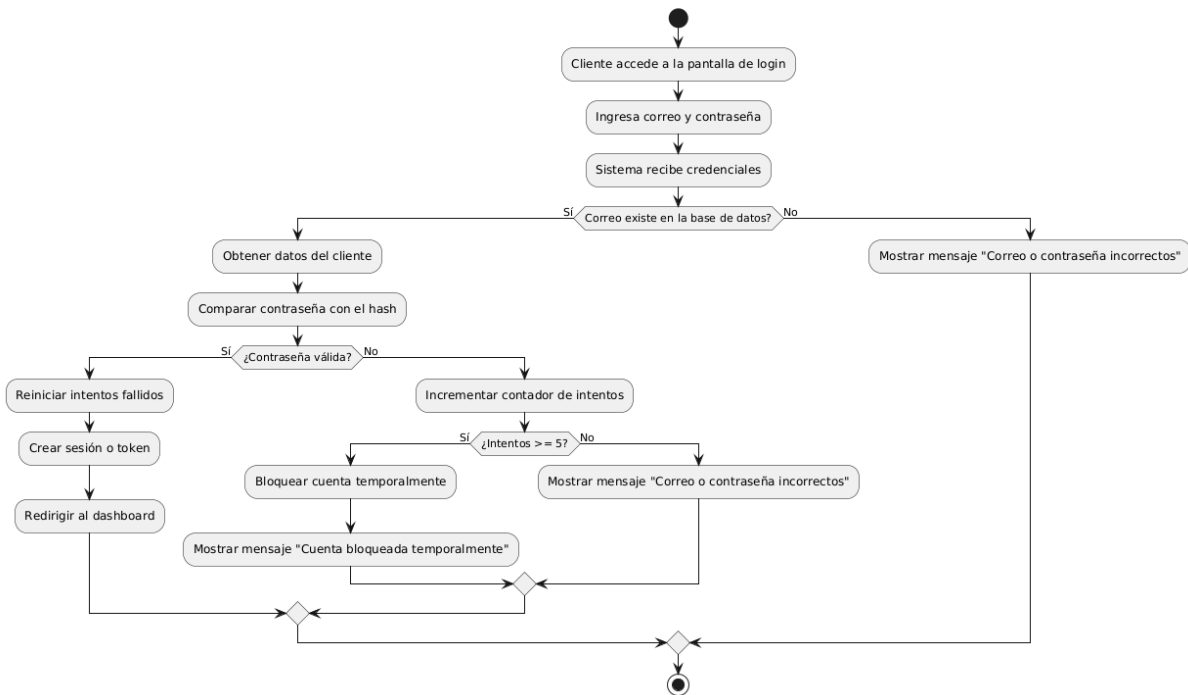 Cliente accede a la pantalla de login
Ingresa correo y contraseña
Sistema recibe credenciales
Sí
Correo existe en la base de datos?
No
Obtener datos del cliente
Mostrar mensaje "Correo o contraseña incorrectos"
Comparar contraseña con el hash
Sí
¿Contraseña válida?
No
Reiniciar intentos fallidos
Incrementar contador de intentos
Crear sesión o token
Sí
¿Intentos >= 5?
No
Bloquear cuenta temporalmente
Mostrar mensaje "Correo o contraseña incorrectos"
Redirigir al dashboard
Mostrar mensaje "Cuenta bloqueada temporalmente"